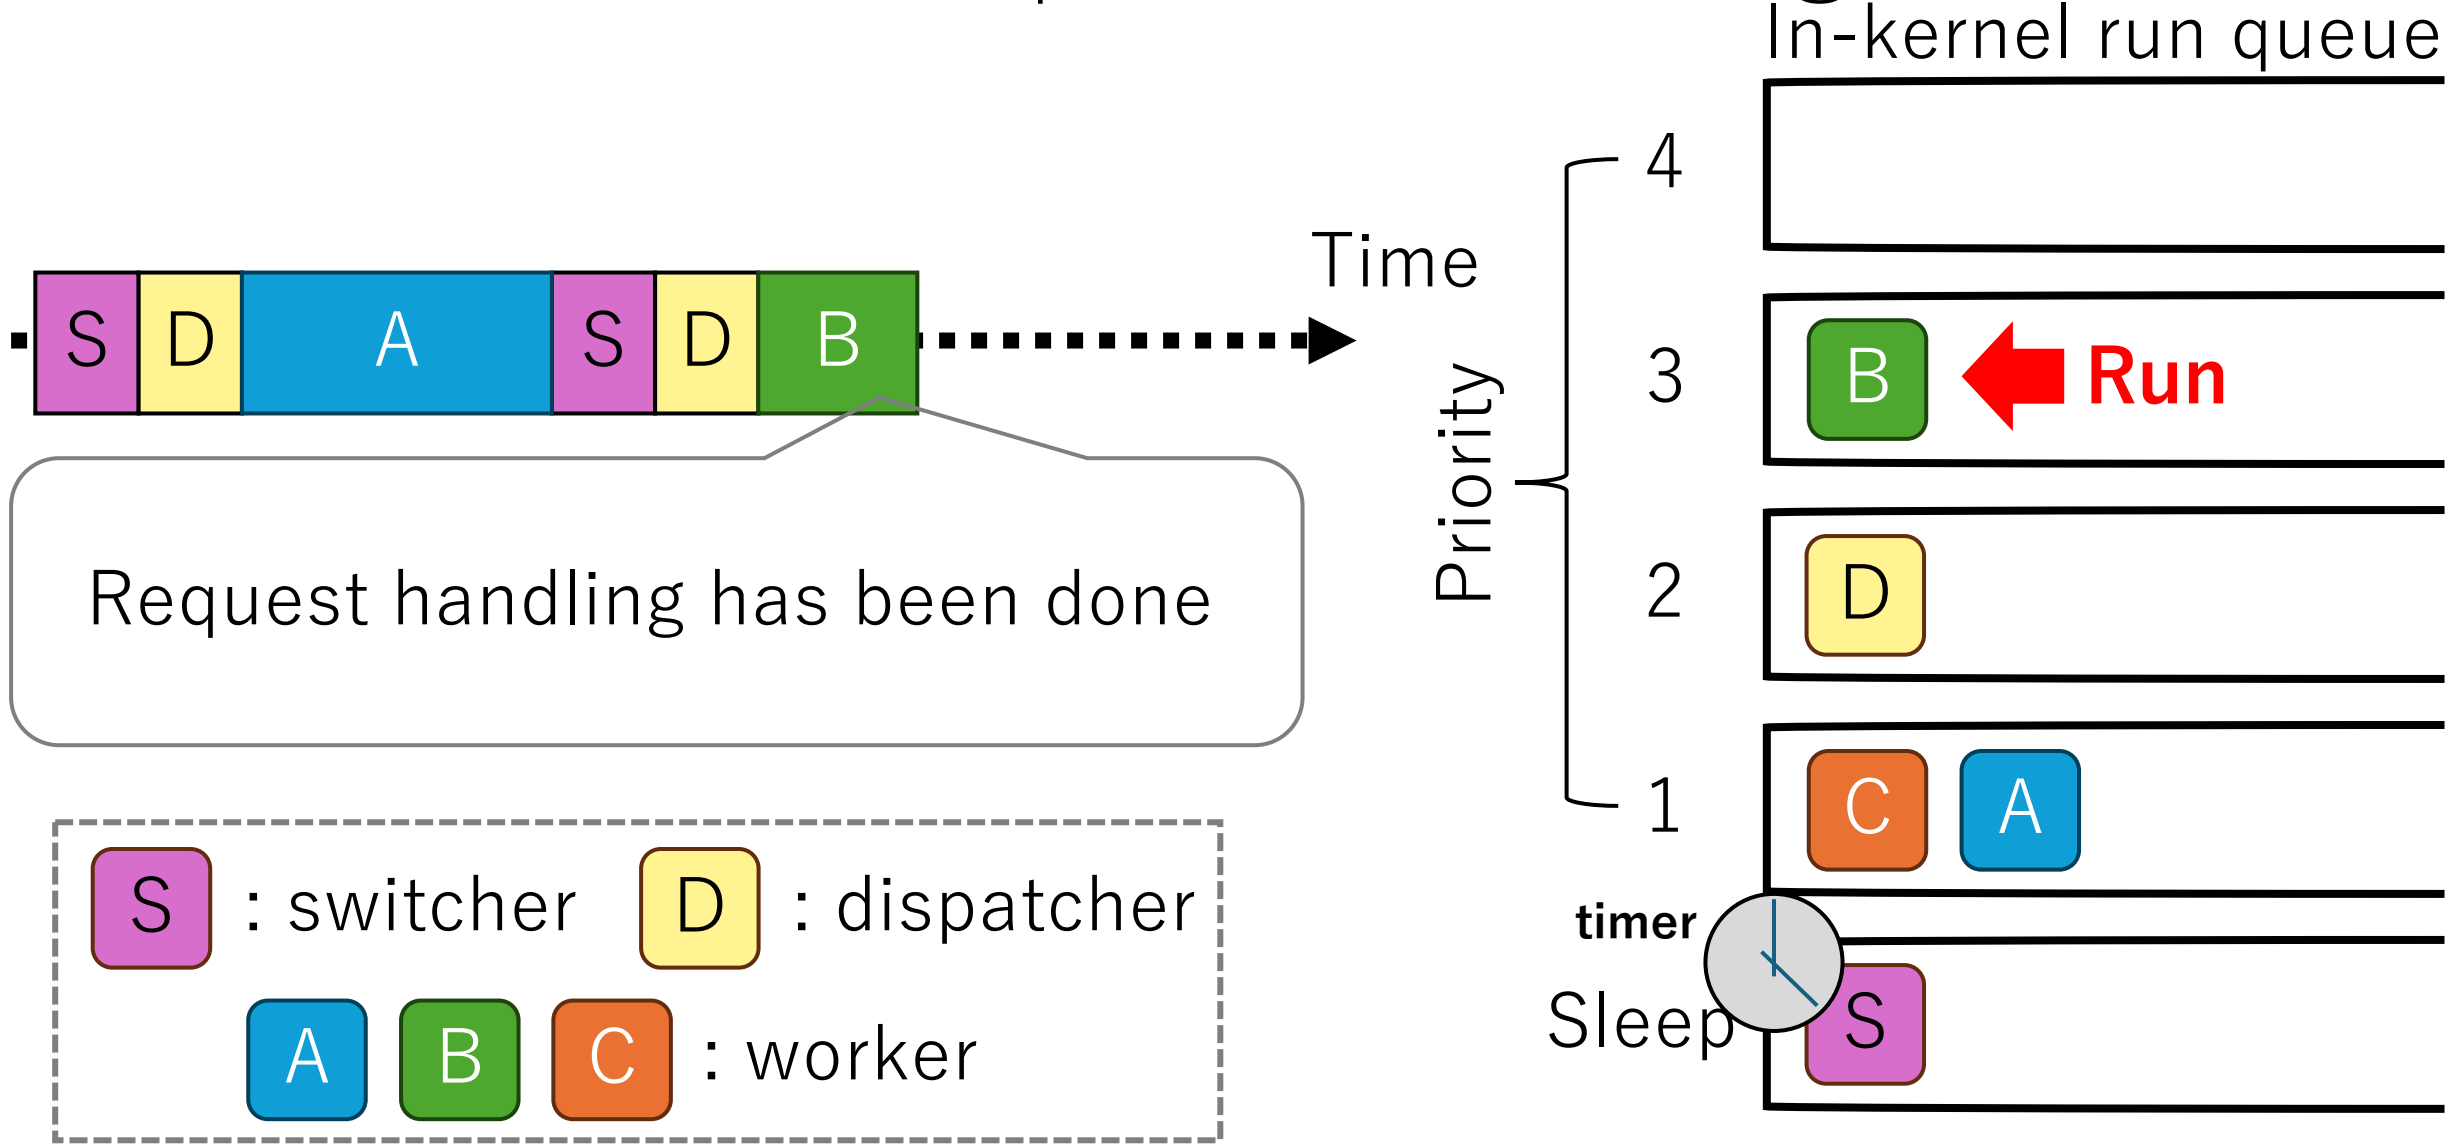 In-kernel run queue
4
Time
S D A S D B
3
B Run
Priority
Request handling has been done
2
D
1
C A
S : switcher D : dispatcher
timer
Sleep
S
A B C : worker